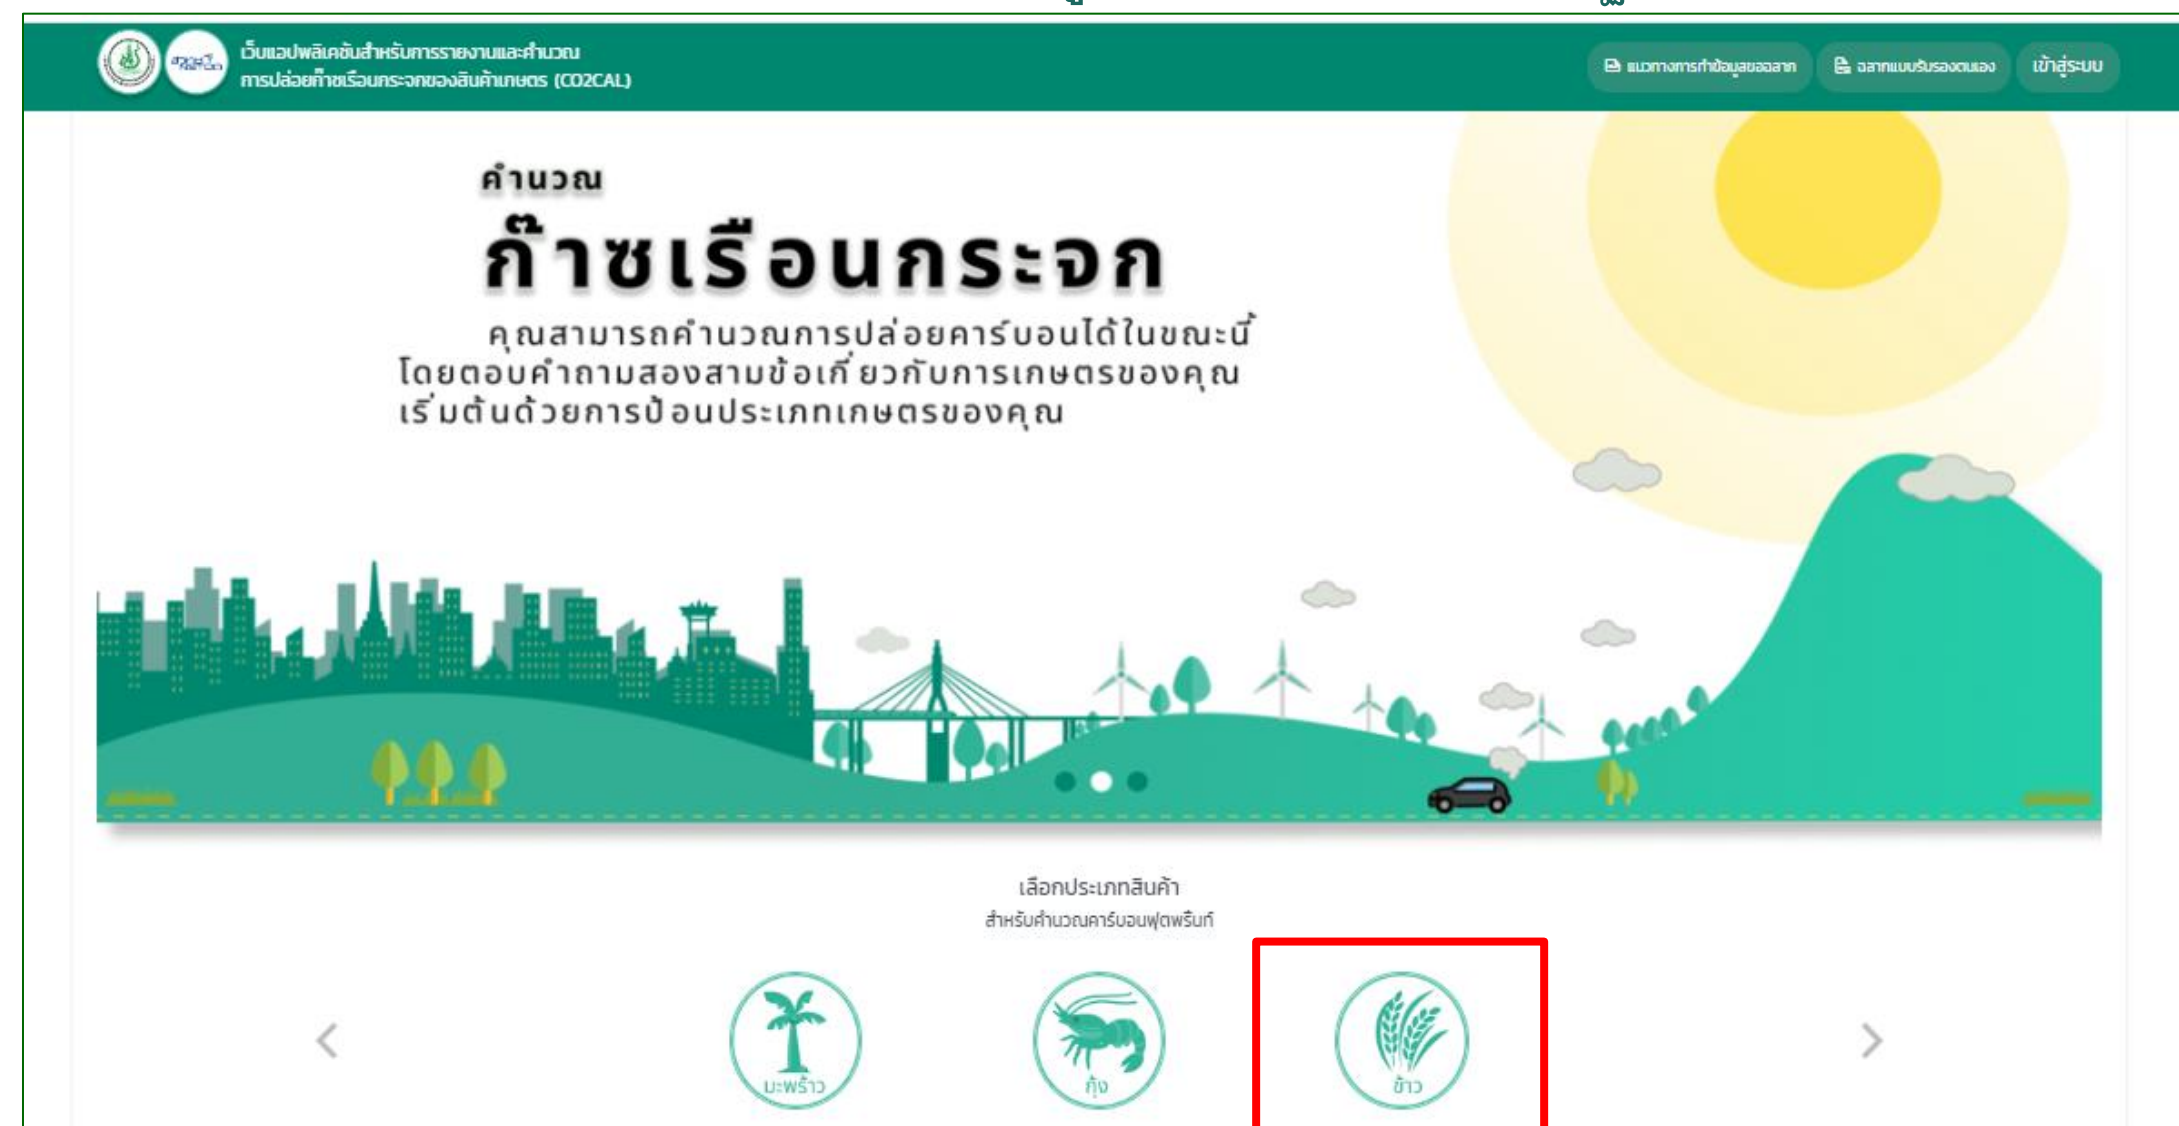 เว็บแอปพลิเคชันสำหรับการรายงานและคำนวณ
การปล่อยก๊าซเรือนกระจกของสินค้าเกษตร (CO2CAL)
แนวทางการทำข้อมูลขอฉลาก
ฉลากแบบรับรองตนเอง
เข้าสู่ระบบ
คำนวณ
ก๊าซเรือนกระจก
คุณสามารถคำนวณการปล่อยคาร์บอนได้ในขณะนี้
โดยตอบคำถามสองสามข้อเกี่ยวกับการเกษตรของคุณ
เริ่มต้นด้วยการป้อนประเภทเกษตรของคุณ
เลือกประเภทสินค้า
สำหรับคำนวณคาร์บอนฟุตพริ้นท์
มะพร้าว
กุ้ง
ข้าว